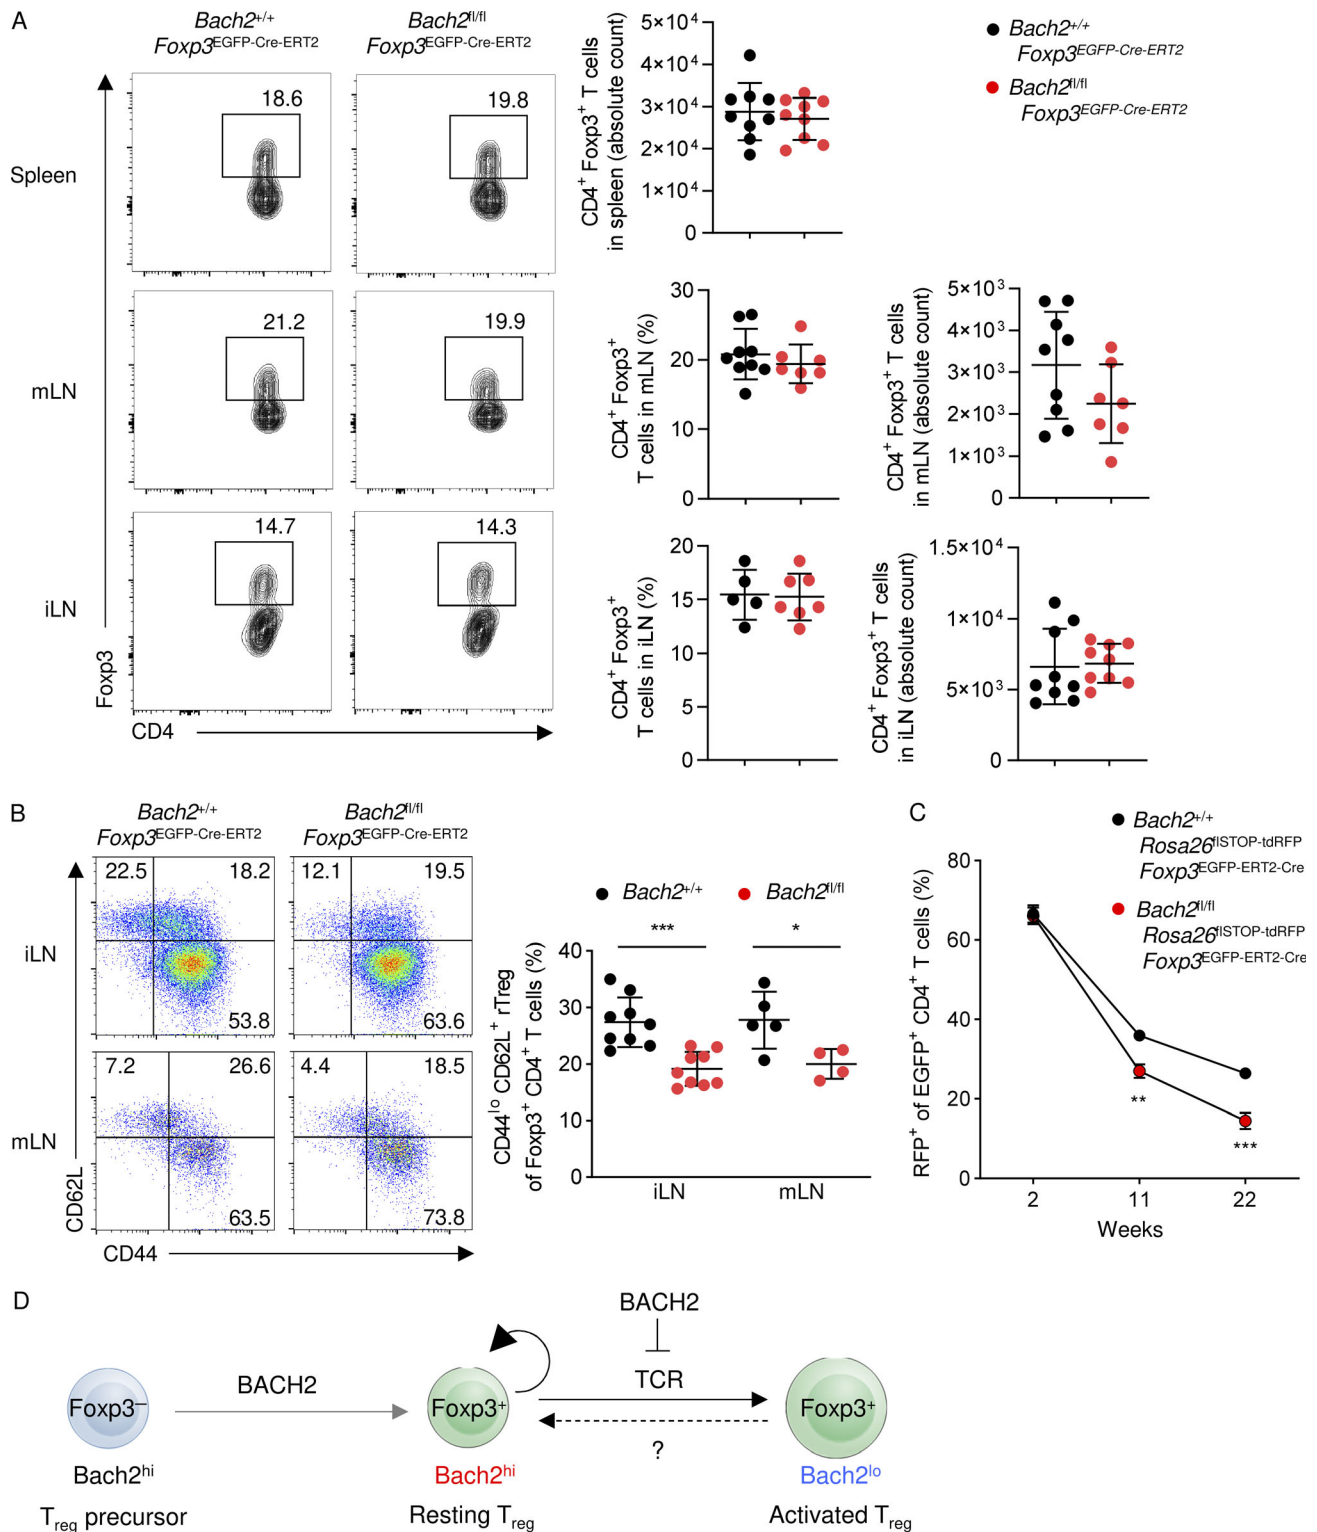 A
Bach2+/+
Foxp3EGFP-Cre-ERT2
Bach2fl/fl
Foxp3EGFP-Cre-ERT2
Spleen
18.6
19.8
mLN
21.2
19.9
iLN
14.7
14.3
Foxp3
CD4
CD4+ Foxp3+ T cells
in spleen (absolute count)
5×10⁴
4×10⁴
3×10⁴
2×10⁴
1×10⁴
0
Bach2+/+
Foxp3EGFP-Cre-ERT2
Bach2fl/fl
Foxp3EGFP-Cre-ERT2
CD4+ Foxp3+
T cells in mLN (%)
30
20
10
0
CD4+ Foxp3+ T cells
in mLN (absolute count)
5×10³
4×10³
3×10³
2×10³
1×10³
0
CD4+ Foxp3+
T cells in iLN (%)
20
15
10
5
0
CD4+ Foxp3+ T cells
in iLN (absolute count)
1.5×10⁴
1×10⁴
5×10³
0
B
Bach2+/+
Foxp3EGFP-Cre-ERT2
Bach2fl/fl
Foxp3EGFP-Cre-ERT2
iLN
22.5 18.2
53.8
12.1 19.5
63.6
mLN
7.2 26.6
63.5
4.4 18.5
73.8
CD62L
CD44
Bach2+/+
Bach2fl/fl
CD44lo CD62L+ rTreg
of Foxp3+ CD4+ T cells (%)
*** *
40
30
20
10
0
iLN mLN
C
Bach2+/+
Rosa26flSTOP-tdRFP
Foxp3EGFP-ERT2-Cre
Bach2fl/fl
Rosa26flSTOP-tdRFP
Foxp3EGFP-ERT2-Cre
RFP+ of EGFP+ CD4+ T cells (%)
80
60
40
20
0
**
***
2 11 22
Weeks
D
BACH2
BACH2
TCR
Foxp3–
Foxp3+
Foxp3+
?
Bach2hi
Bach2hi
Bach2lo
Treg precursor
Resting Treg
Activated Treg